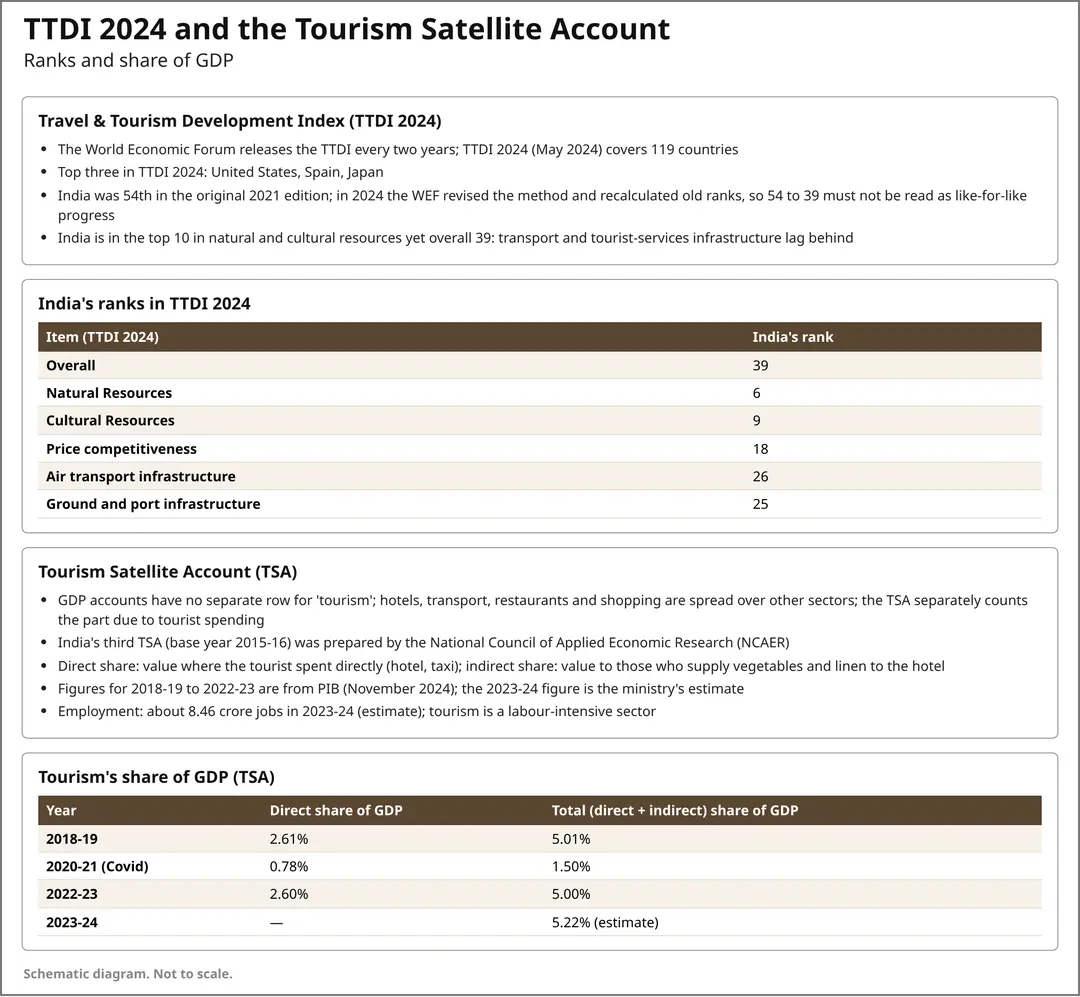 TTDI 2024 and the Tourism Satellite Account
Ranks and share of GDP
Travel & Tourism Development Index (TTDI 2024)
• The World Economic Forum releases the TTDI every two years; TTDI 2024 (May 2024) covers 119 countries
• Top three in TTDI 2024: United States, Spain, Japan
• India was 54th in the original 2021 edition; in 2024 the WEF revised the method and recalculated old ranks, so 54 to 39 must not be read as like-for-like
progress
• India is in the top 10 in natural and cultural resources yet overall 39: transport and tourist-services infrastructure lag behind
India's ranks in TTDI 2024
Item (TTDI 2024) India's rank
Overall 39
Natural Resources 6
Cultural Resources 9
Price competitiveness 18
Air transport infrastructure 26
Ground and port infrastructure 25
Tourism Satellite Account (TSA)
• GDP accounts have no separate row for 'tourism'; hotels, transport, restaurants and shopping are spread over other sectors; the TSA separately counts
the part due to tourist spending
• India's third TSA (base year 2015-16) was prepared by the National Council of Applied Economic Research (NCAER)
• Direct share: value where the tourist spent directly (hotel, taxi); indirect share: value to those who supply vegetables and linen to the hotel
• Figures for 2018-19 to 2022-23 are from PIB (November 2024); the 2023-24 figure is the ministry's estimate
• Employment: about 8.46 crore jobs in 2023-24 (estimate); tourism is a labour-intensive sector
Tourism's share of GDP (TSA)
Year Direct share of GDP Total (direct + indirect) share of GDP
2018-19 2.61% 5.01%
2020-21 (Covid) 0.78% 1.50%
2022-23 2.60% 5.00%
2023-24 — 5.22% (estimate)
Schematic diagram. Not to scale.